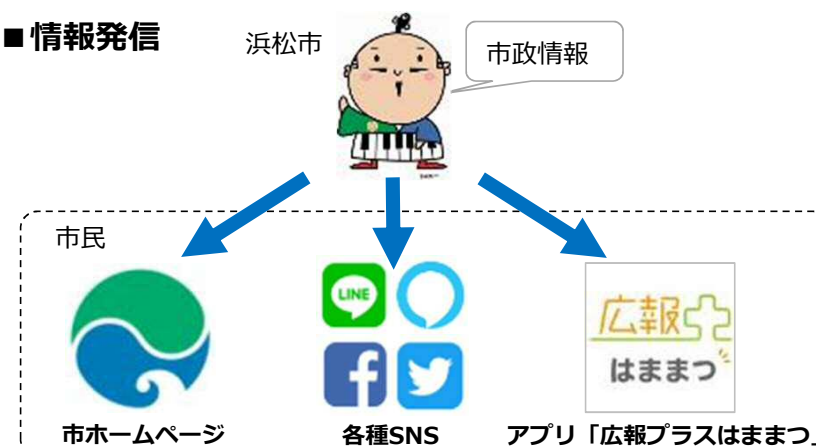 ■情報発信
浜松市
市政情報
市民
LINE
広報
はままつ
市ホームページ
各種SNS
アプリ「広報プラスはままつ」